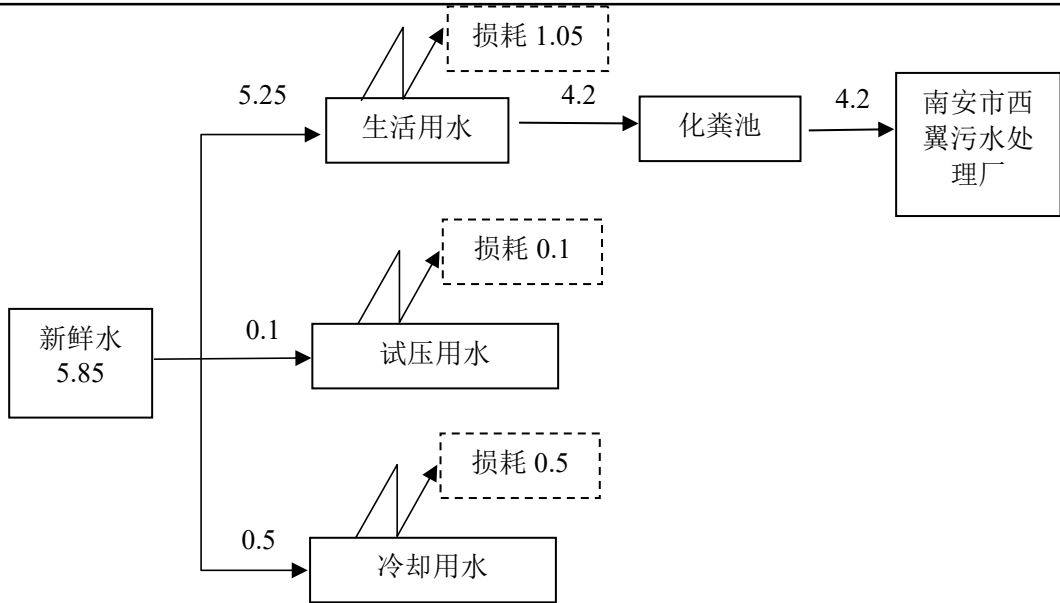 损耗 1.05
5.25
生活用水
4.2
化粪池
4.2
南安市西
翼污水处
理厂
损耗 0.1
新鲜水
5.85
0.1
试压用水
损耗 0.5
0.5
冷却用水